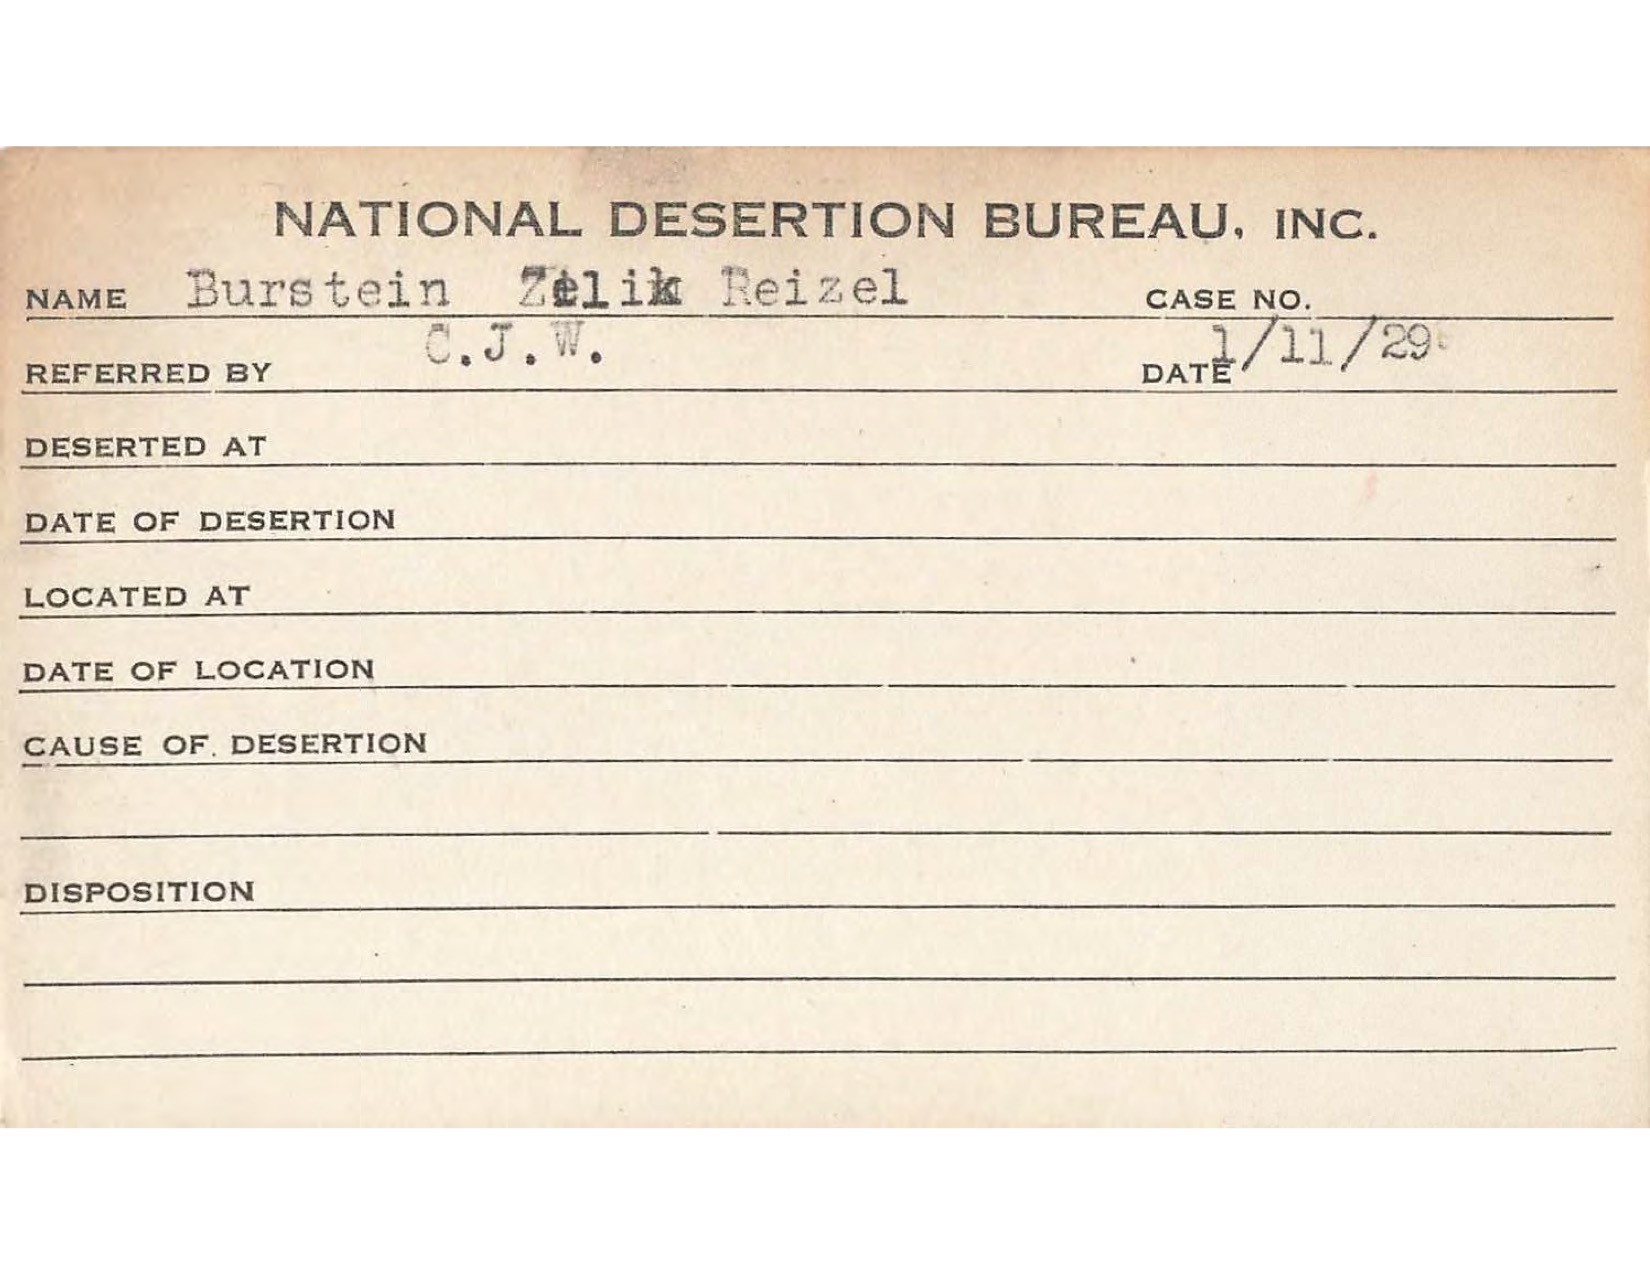 NATIONAL DESERTION BUREAU, INC.
NAME Burstein Zelik Reizel CASE NO.
REFERRED BY C.J.W. DATE 1/11/29
DESERTED AT
DATE OF DESERTION
LOCATED AT
DATE OF LOCATION
CAUSE OF DESERTION
DISPOSITION